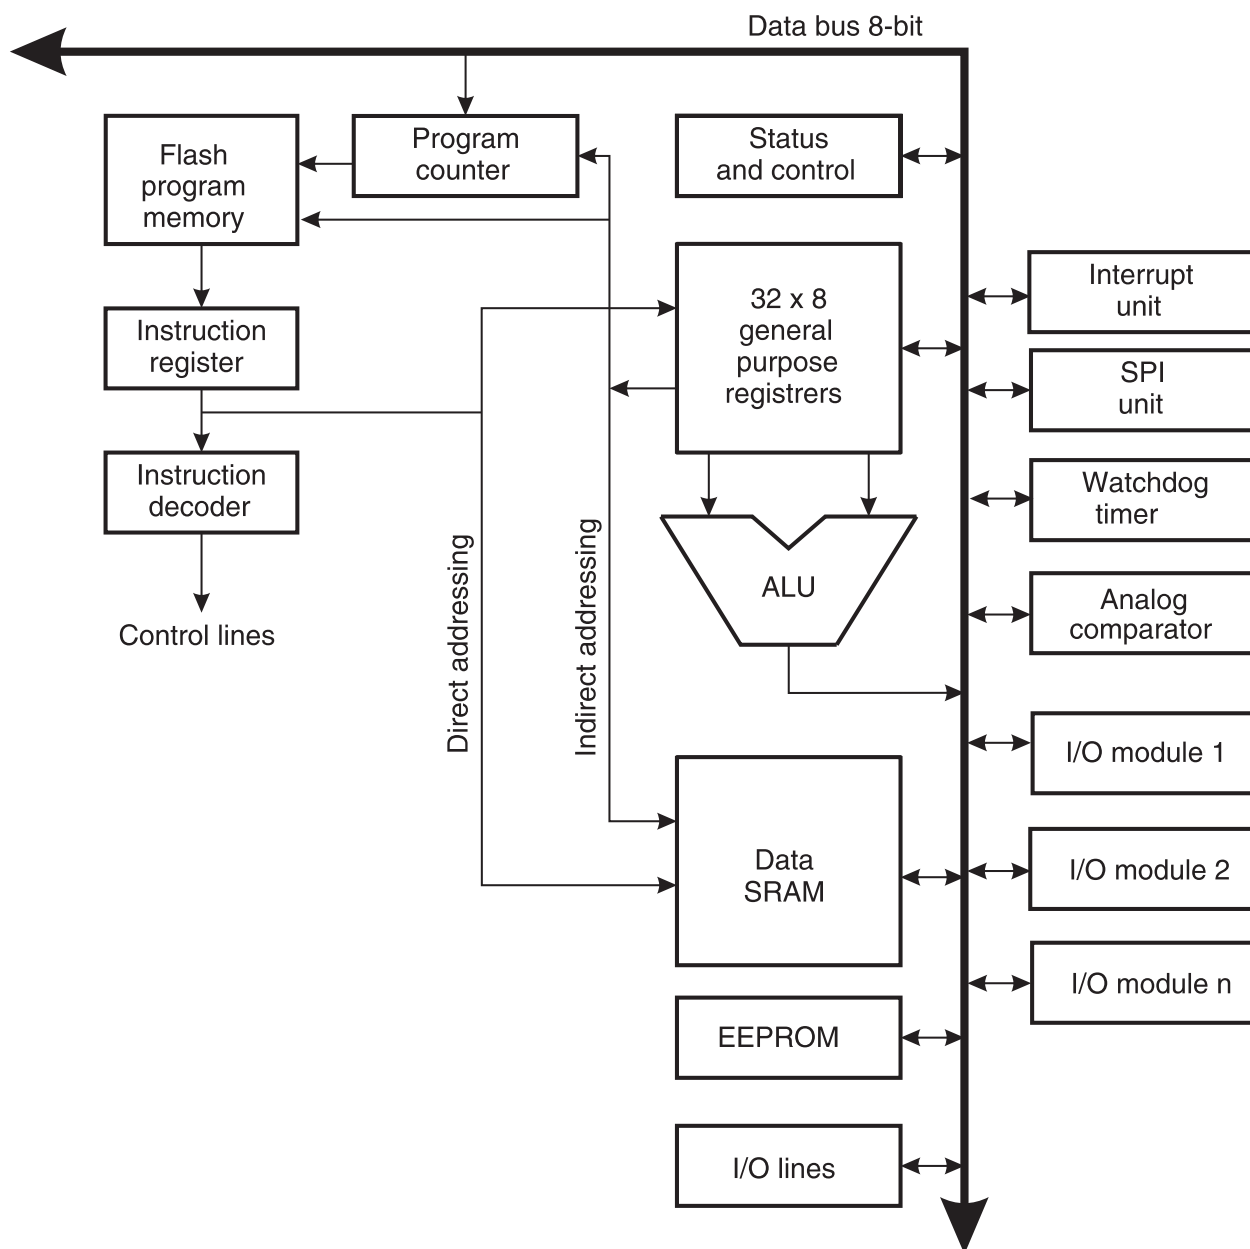 Data bus 8-bit
Program
counter
Status
and control
Flash
program
memory
32 x 8
general
purpose
registrers
Interrupt
unit
Instruction
register
SPI
unit
Instruction
decoder
Watchdog
timer
Control lines
Direct addressing
Indirect addressing
ALU
Analog
comparator
I/O module 1
Data
SRAM
I/O module 2
I/O module n
EEPROM
I/O lines